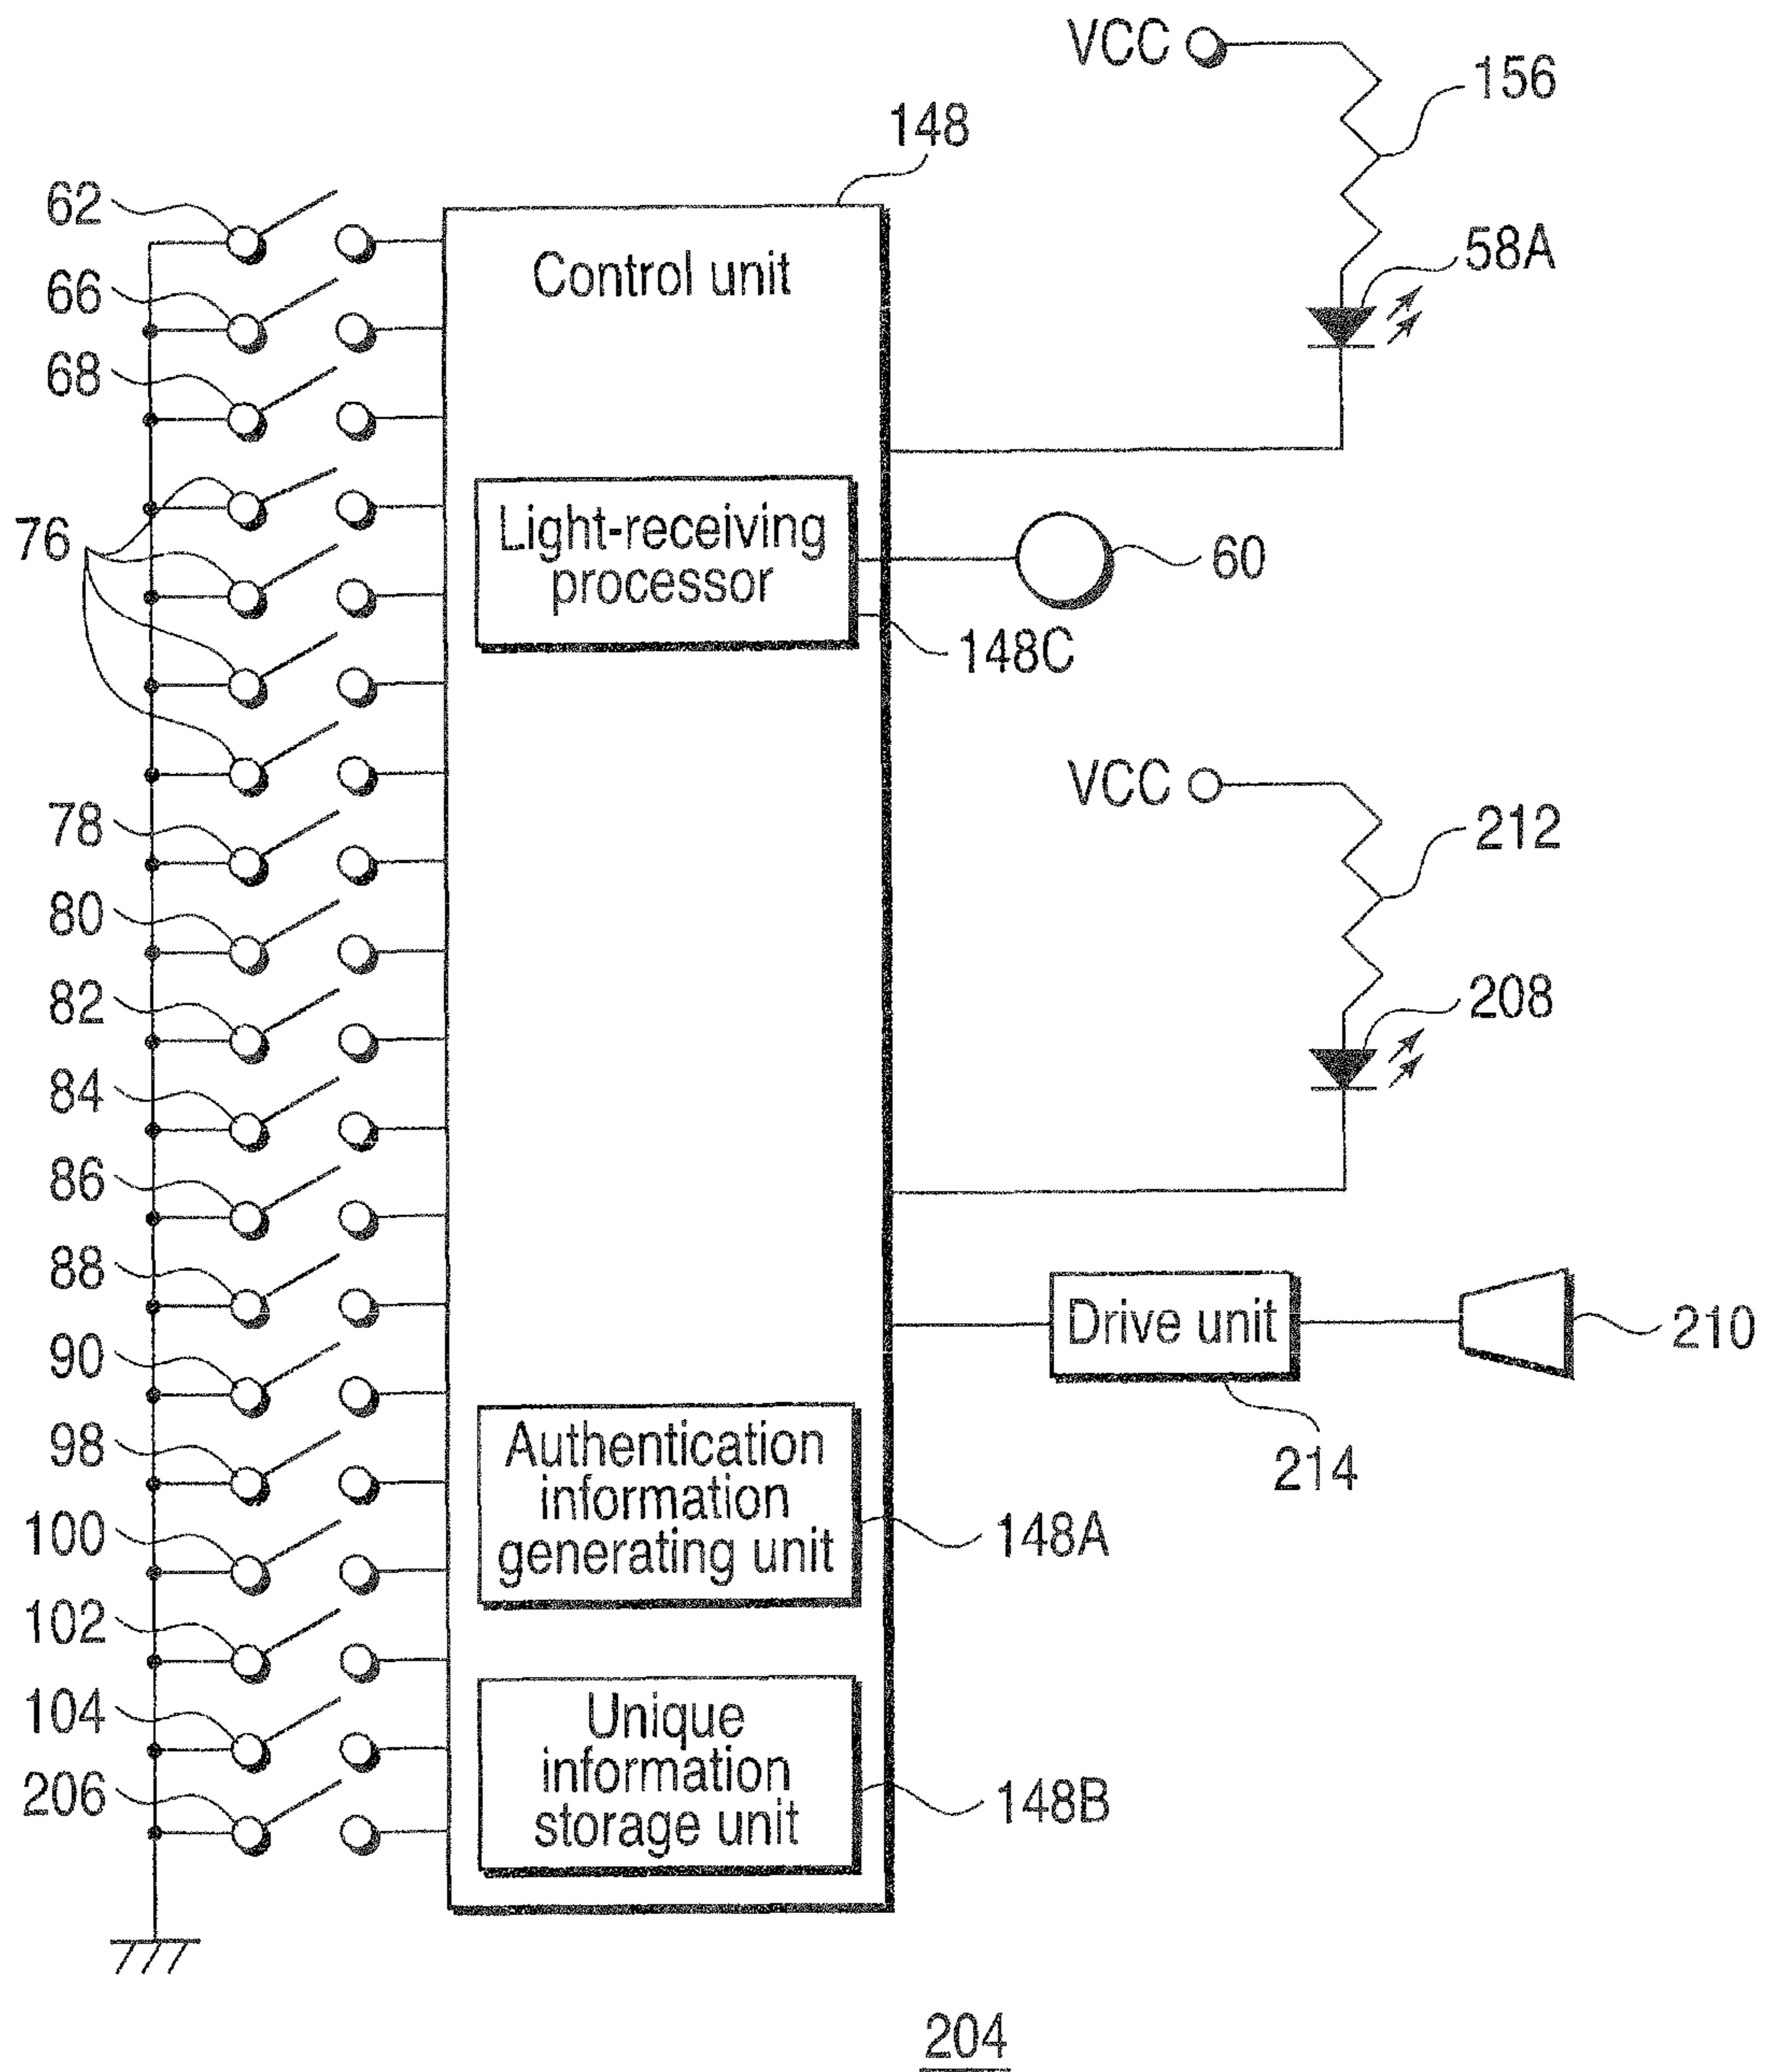 VCC
156
148
62
58A
Control unit
66
68
Light-receiving
processor
76
60
148C
VCC
78
212
80
82
208
84
86
88
Drive unit
210
90
98
Authentication
information
generating unit
214
100
148A
102
104
Unique
information
storage unit
206
148B
204